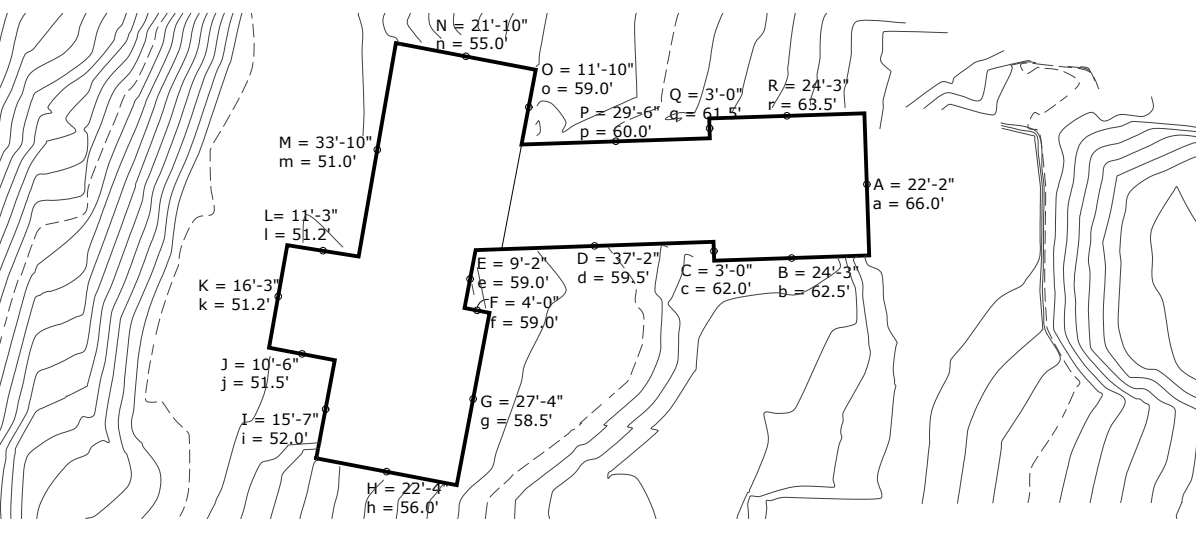 N = 21'-10"
n = 55.0'
O = 11'-10"
o = 59.0'
P = 29'-6"
p = 60.0'
Q = 3'-0"
q = 61.5'
R = 24'-3"
r = 63.5'
M = 33'-10"
m = 51.0'
A = 22'-2"
a = 66.0'
L= 11'-3"
l = 51.2'
K = 16'-3"
k = 51.2'
E = 9'-2"
e = 59.0'
D = 37'-2"
d = 59.5'
C = 3'-0"
c = 62.0'
B = 24'-3"
b = 62.5'
F = 4'-0"
f = 59.0'
J = 10'-6"
j = 51.5'
I = 15'-7"
i = 52.0'
G = 27'-4"
g = 58.5'
H = 22'-4"
h = 56.0'